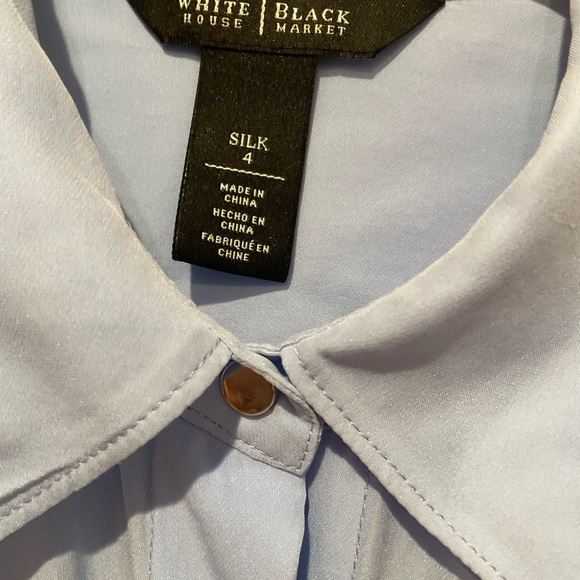 WHITE BLACK
HOUSE MARKET
SILK
4
MADE IN
CHINA
HECHO EN
CHINA
FABRIQUÉ EN
CHINE